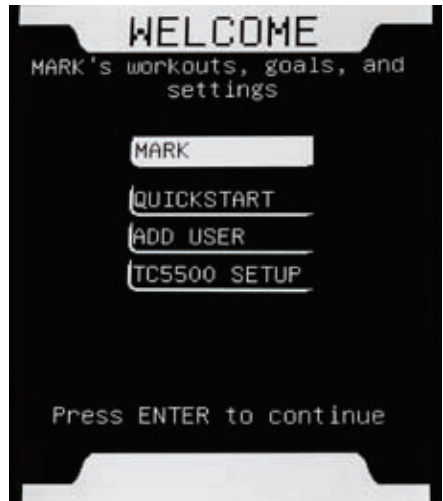 WELCOME
MARK's workouts, goals, and
settings
MARK
QUICKSTART
ADD USER
TC5500 SETUP
Press ENTER to continue